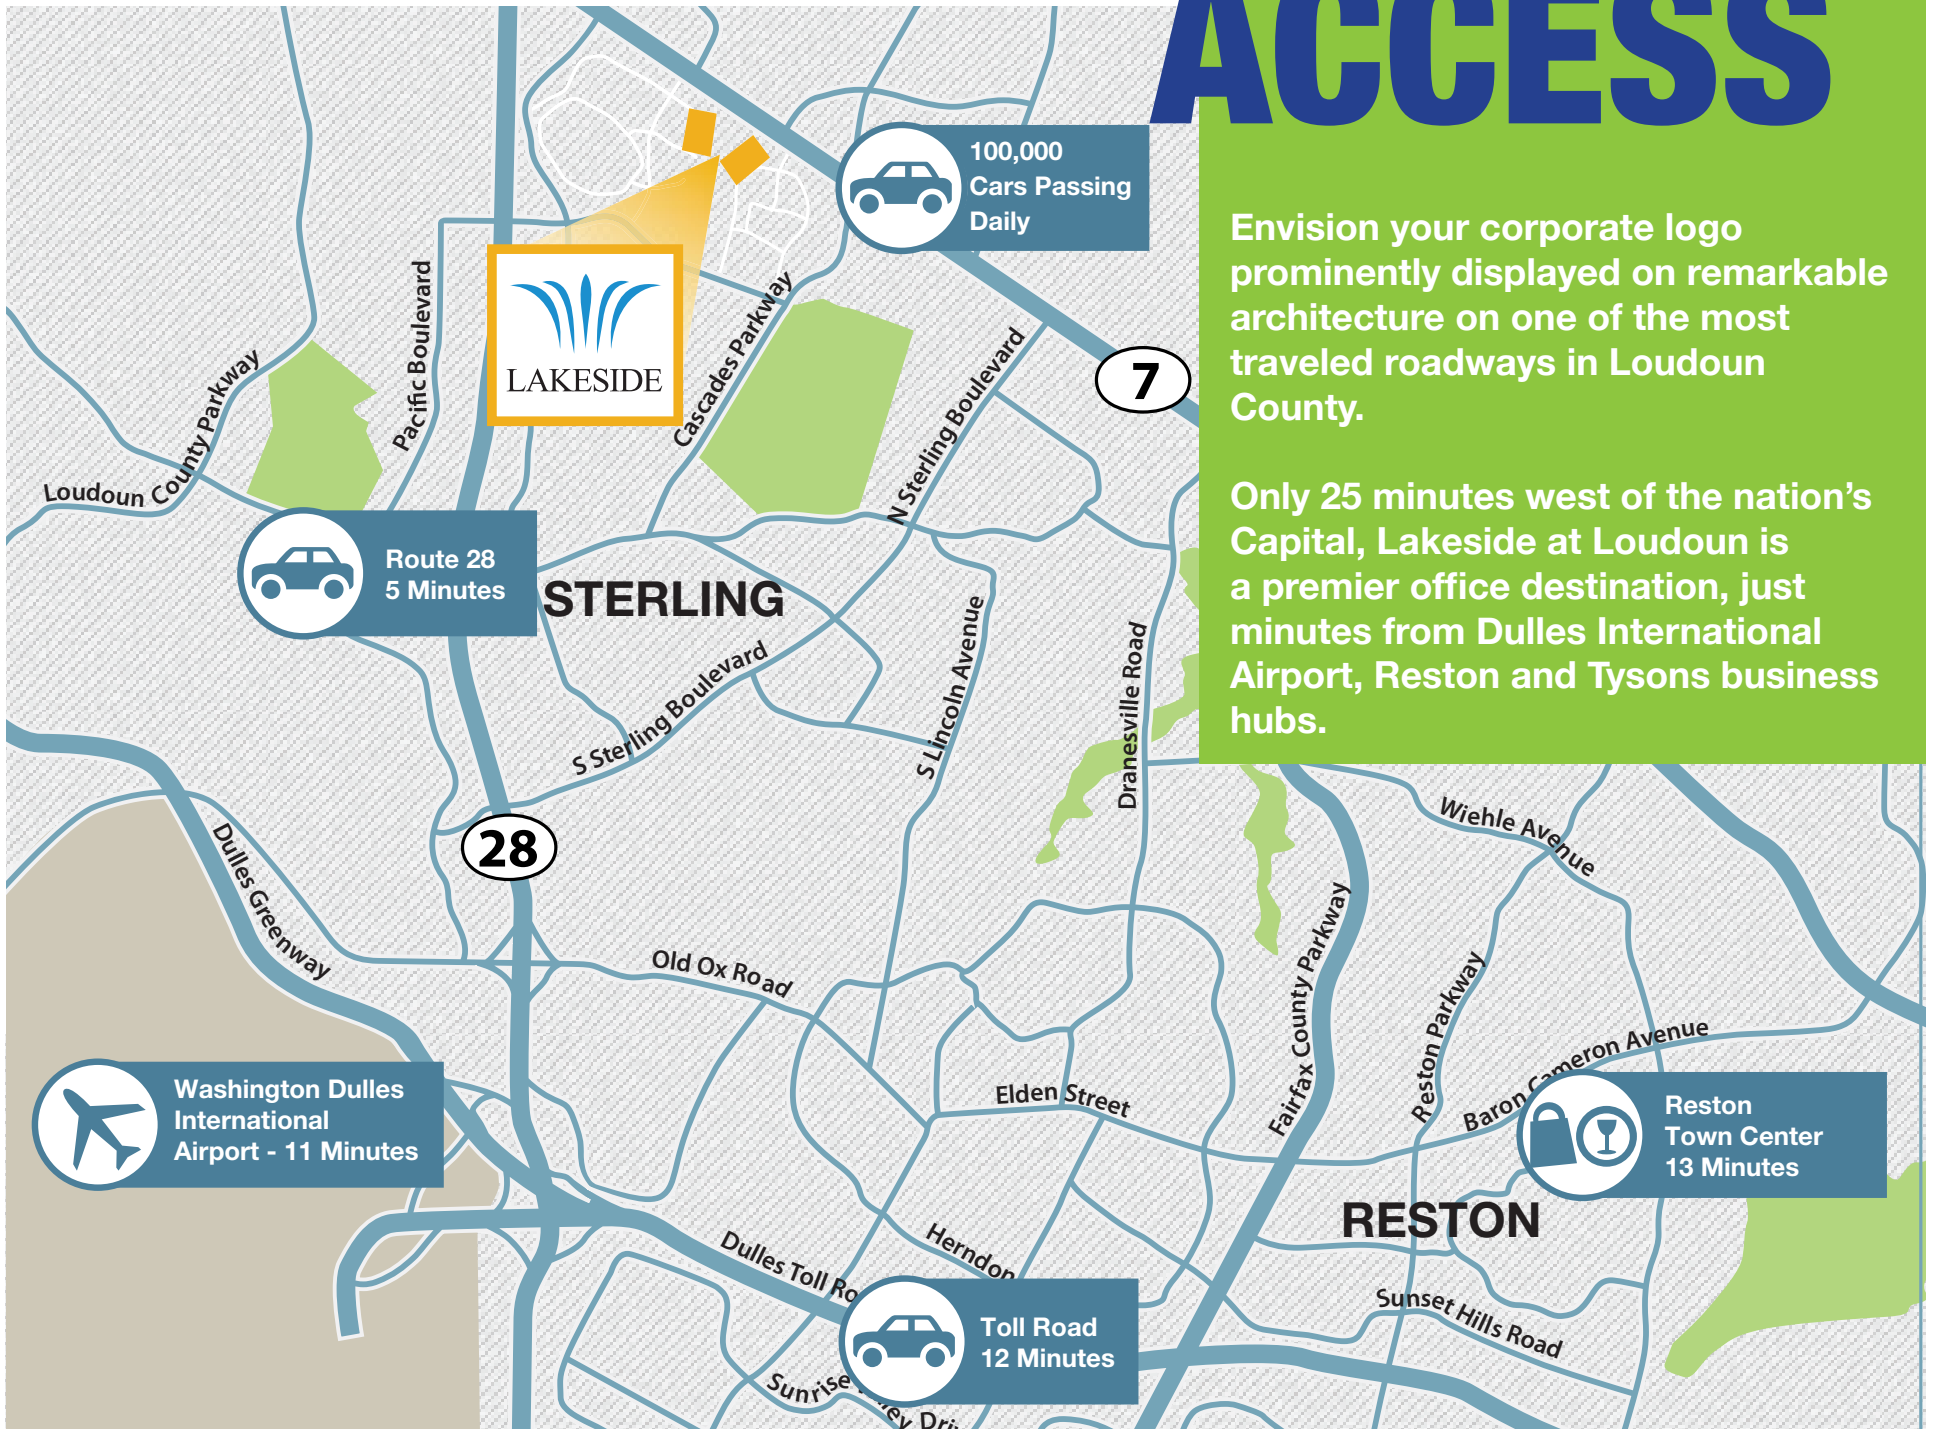 ACCESS
100,000
Cars Passing
Daily
Envision your corporate logo
prominently displayed on remarkable
architecture on one of the most
traveled roadways in Loudoun
County.
Only 25 minutes west of the nation's
Capital, Lakeside at Loudoun is
a premier office destination, just
minutes from Dulles International
Airport, Reston and Tysons business
hubs.
Pacific Boulevard
LAKESIDE
Cascades Parkway
N Sterling Boulevard
7
Loudoun County Parkway
Route 28
5 Minutes
STERLING
S Sterling Boulevard
S Lincoln Avenue
Dranesville Road
28
Dulles Greenway
Old Ox Road
Wiehle Avenue
Fairfax County Parkway
Reston Parkway
Baron Cameron Avenue
Washington Dulles
International
Airport - 11 Minutes
Elden Street
Reston
Town Center
13 Minutes
RESTON
Herndon
Dulles Toll Ro
Toll Road
12 Minutes
Sunset Hills Road
Sunrise